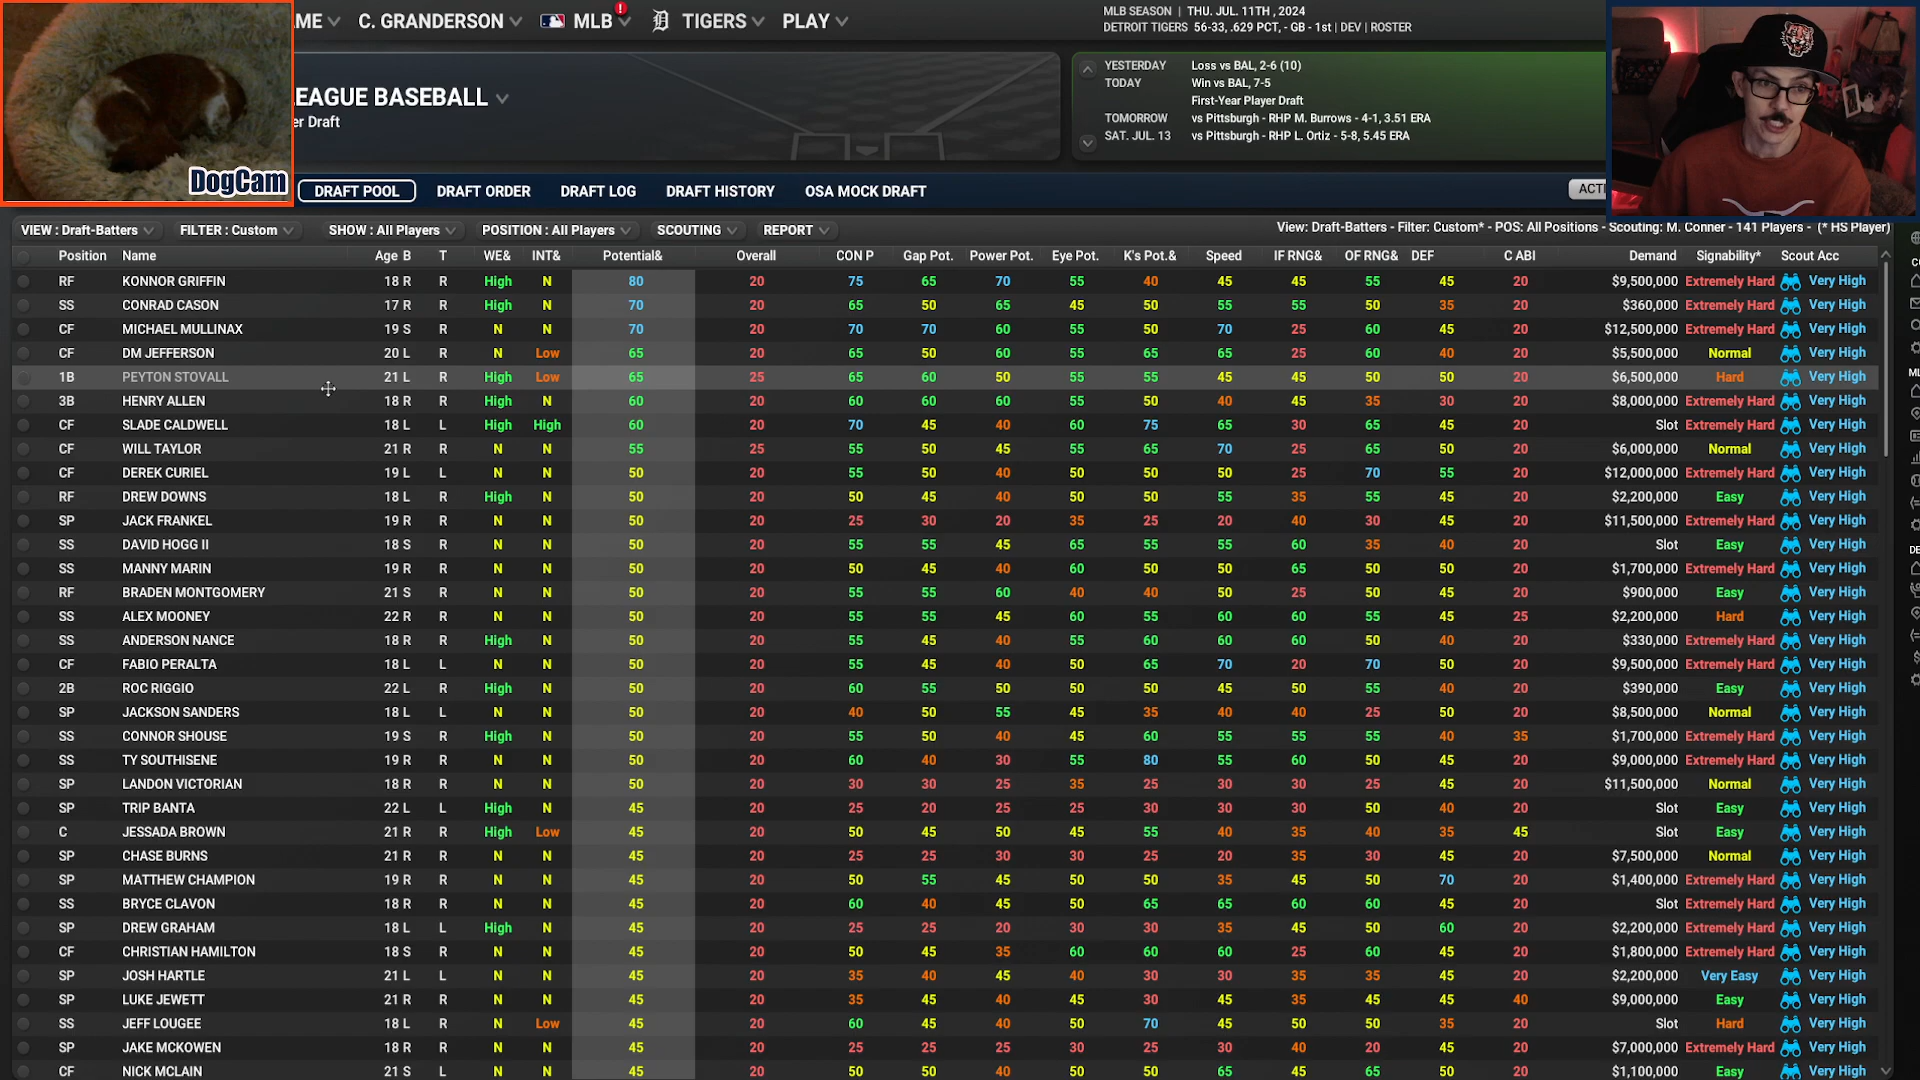 ME C. GRANDERSON MLB ! TIGERS PLAY
MLB SEASON | THU. JUL. 11TH , 2024
DETROIT TIGERS 56-33, .629 PCT, - GB - 1st | DEV | ROSTER
EAGUE BASEBALL
er Draft
YESTERDAY Loss vs BAL, 2-6 (10)
TODAY Win vs BAL, 7-5
First-Year Player Draft
TOMORROW vs Pittsburgh - RHP M. Burrows - 4-1, 3.51 ERA
SAT. JUL. 13 vs Pittsburgh - RHP L. Ortiz - 5-8, 5.45 ERA
DogCam
DRAFT POOL DRAFT ORDER DRAFT LOG DRAFT HISTORY OSA MOCK DRAFT ACTI
VIEW : Draft-Batters FILTER : Custom SHOW : All Players POSITION : All Players SCOUTING REPORT View: Draft-Batters - Filter: Custom* - POS: All Positions - Scouting: M. Conner - 141 Players - (* HS Player)
Position Name Age B T WE& INT& Potential& Overall CON P Gap Pot. Power Pot. Eye Pot. K's Pot.& Speed IF RNG& OF RNG& DEF C ABI Demand Signability* Scout Acc
RF KONNOR GRIFFIN 18 R R High N 80 20 75 65 70 55 40 45 45 55 45 20 $9,500,000 Extremely Hard Very High
SS CONRAD CASON 17 R R High N 70 20 65 50 65 45 50 55 55 50 35 20 $360,000 Extremely Hard Very High
CF MICHAEL MULLINAX 19 S R N N 70 20 70 70 60 55 50 70 25 60 45 20 $12,500,000 Extremely Hard Very High
CF DM JEFFERSON 20 L R N Low 65 20 65 50 60 55 65 65 25 60 40 20 $5,500,000 Normal Very High
1B PEYTON STOVALL 21 L R High Low 65 25 65 60 50 55 55 45 45 50 50 20 $6,500,000 Hard Very High
3B HENRY ALLEN 18 R R High N 60 20 60 60 60 55 50 40 45 35 30 20 $8,000,000 Extremely Hard Very High
CF SLADE CALDWELL 18 L L High High 60 20 70 45 40 60 75 65 30 65 45 20 Slot Extremely Hard Very High
CF WILL TAYLOR 21 R R N N 55 25 55 50 45 55 65 70 25 65 50 20 $6,000,000 Normal Very High
CF DEREK CURIEL 19 L L N N 50 20 55 50 40 50 50 50 25 70 55 20 $12,000,000 Extremely Hard Very High
RF DREW DOWNS 18 L R High N 50 20 50 45 40 50 50 55 35 55 45 20 $2,200,000 Easy Very High
SP JACK FRANKEL 19 R R N N 50 20 25 30 20 35 25 20 40 30 45 20 $11,500,000 Extremely Hard Very High
SS DAVID HOGG II 18 S R N N 50 20 55 55 45 65 55 55 60 35 40 20 Slot Easy Very High
SS MANNY MARIN 19 R R N N 50 20 50 45 40 60 50 50 65 50 50 20 $1,700,000 Extremely Hard Very High
RF BRADEN MONTGOMERY 21 S R N N 50 20 55 55 60 40 40 50 25 50 45 20 $900,000 Easy Very High
SS ALEX MOONEY 22 R R N N 50 20 55 55 45 60 55 60 60 55 45 25 $2,200,000 Hard Very High
SS ANDERSON NANCE 18 R R High N 50 20 55 45 40 55 60 60 60 50 40 20 $330,000 Extremely Hard Very High
CF FABIO PERALTA 18 L L N N 50 20 55 45 40 50 65 70 20 70 50 20 $9,500,000 Extremely Hard Very High
2B ROC RIGGIO 22 L R High N 50 20 60 55 50 50 50 45 50 55 40 20 $390,000 Easy Very High
SP JACKSON SANDERS 18 L L N N 50 20 40 50 55 45 35 40 40 25 50 20 $8,500,000 Normal Very High
SS CONNOR SHOUSE 19 S R High N 50 20 55 50 40 45 60 55 55 55 40 35 $1,700,000 Extremely Hard Very High
SS TY SOUTHISENE 19 R R N N 50 20 60 40 30 55 80 55 60 50 45 20 $9,000,000 Extremely Hard Very High
SP LANDON VICTORIAN 18 R R N N 50 20 30 30 25 35 25 30 30 25 45 20 $11,500,000 Normal Very High
SP TRIP BANTA 22 L L High N 45 20 25 20 25 25 30 30 30 50 40 20 Slot Easy Very High
C JESSADA BROWN 21 R R High Low 45 20 50 45 50 45 55 40 35 40 35 45 Slot Easy Very High
SP CHASE BURNS 21 R R N N 45 20 25 25 30 30 25 20 35 30 45 20 $7,500,000 Normal Very High
SP MATTHEW CHAMPION 19 R R N N 45 20 50 55 45 50 50 35 45 50 70 20 $1,400,000 Extremely Hard Very High
SS BRYCE CLAVON 18 R R N N 45 20 60 40 45 50 65 65 60 60 45 20 Slot Extremely Hard Very High
SP DREW GRAHAM 18 L L High N 45 20 25 25 20 30 30 35 45 50 60 20 $2,200,000 Extremely Hard Very High
CF CHRISTIAN HAMILTON 18 S R N N 45 20 50 45 35 60 60 60 25 60 45 20 $1,800,000 Extremely Hard Very High
SP JOSH HARTLE 21 L L N N 45 20 35 40 45 40 30 30 35 35 45 20 $2,200,000 Very Easy Very High
SP LUKE JEWETT 21 R R N N 45 20 35 45 40 45 30 45 35 45 45 40 $9,000,000 Easy Very High
SS JEFF LOUGEE 18 L R N Low 45 20 60 45 40 50 70 45 50 50 35 20 Slot Hard Very High
SP JAKE MCKOWEN 18 R R N N 45 20 25 25 25 30 25 30 40 20 45 20 $7,000,000 Extremely Hard Very High
CF NICK MCLAIN 21 S L N N 45 20 50 50 40 50 50 65 45 65 50 20 $1,100,000 Easy Very High